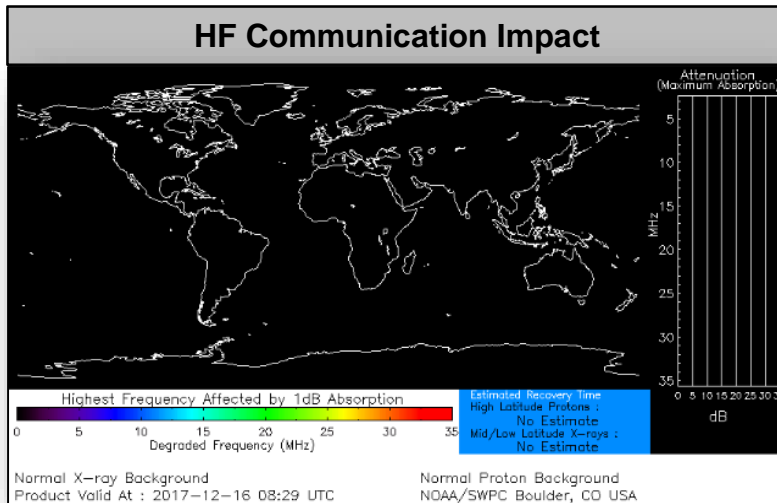 HF Communication Impact
Attenuation
(Maximum Absorption)
5
10
15
20
25
30
35
MHz
0 5 10 15 20 25 30
dB
Highest Frequency Affected by 1dB Absorption
0 5 10 15 20 25 30 35
Degraded Frequency (MHz)
Estimated Recovery Time
High Latitude Protons :
No Estimate
Mid/Low Latitude X-rays :
No Estimate
Normal X-ray Background
Product Valid At : 2017-12-16 08:29 UTC
Normal Proton Background
NOAA/SWPC Boulder, CO USA